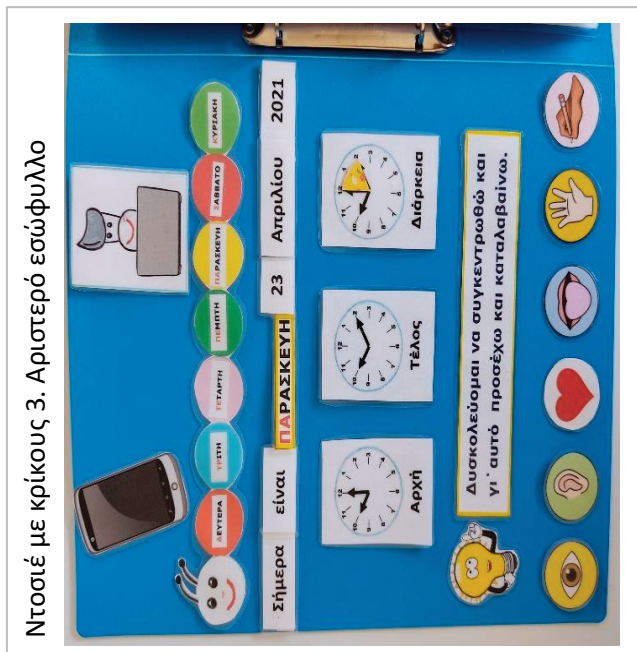 Ντοσιέ με κρίκους 3. Αριστερό εσώφυλλο
ΔΕΥΤΕΡΑ
ΤΡΙΤΗ
ΤΕΤΑΡΤΗ
ΠΕΜΠΤΗ
ΠΑΡΑΣΚΕΥΗ
ΣΑΒΒΑΤΟ
ΚΥΡΙΑΚΗ
Σήμερα είναι ΠΑΡΑΣΚΕΥΗ 23 Απριλίου 2021
Αρχή
Τέλος
Διάρκεια
Δυσκολεύομαι να συγκεντρωθώ και
γι΄ αυτό προσέχω και καταλαβαίνω.